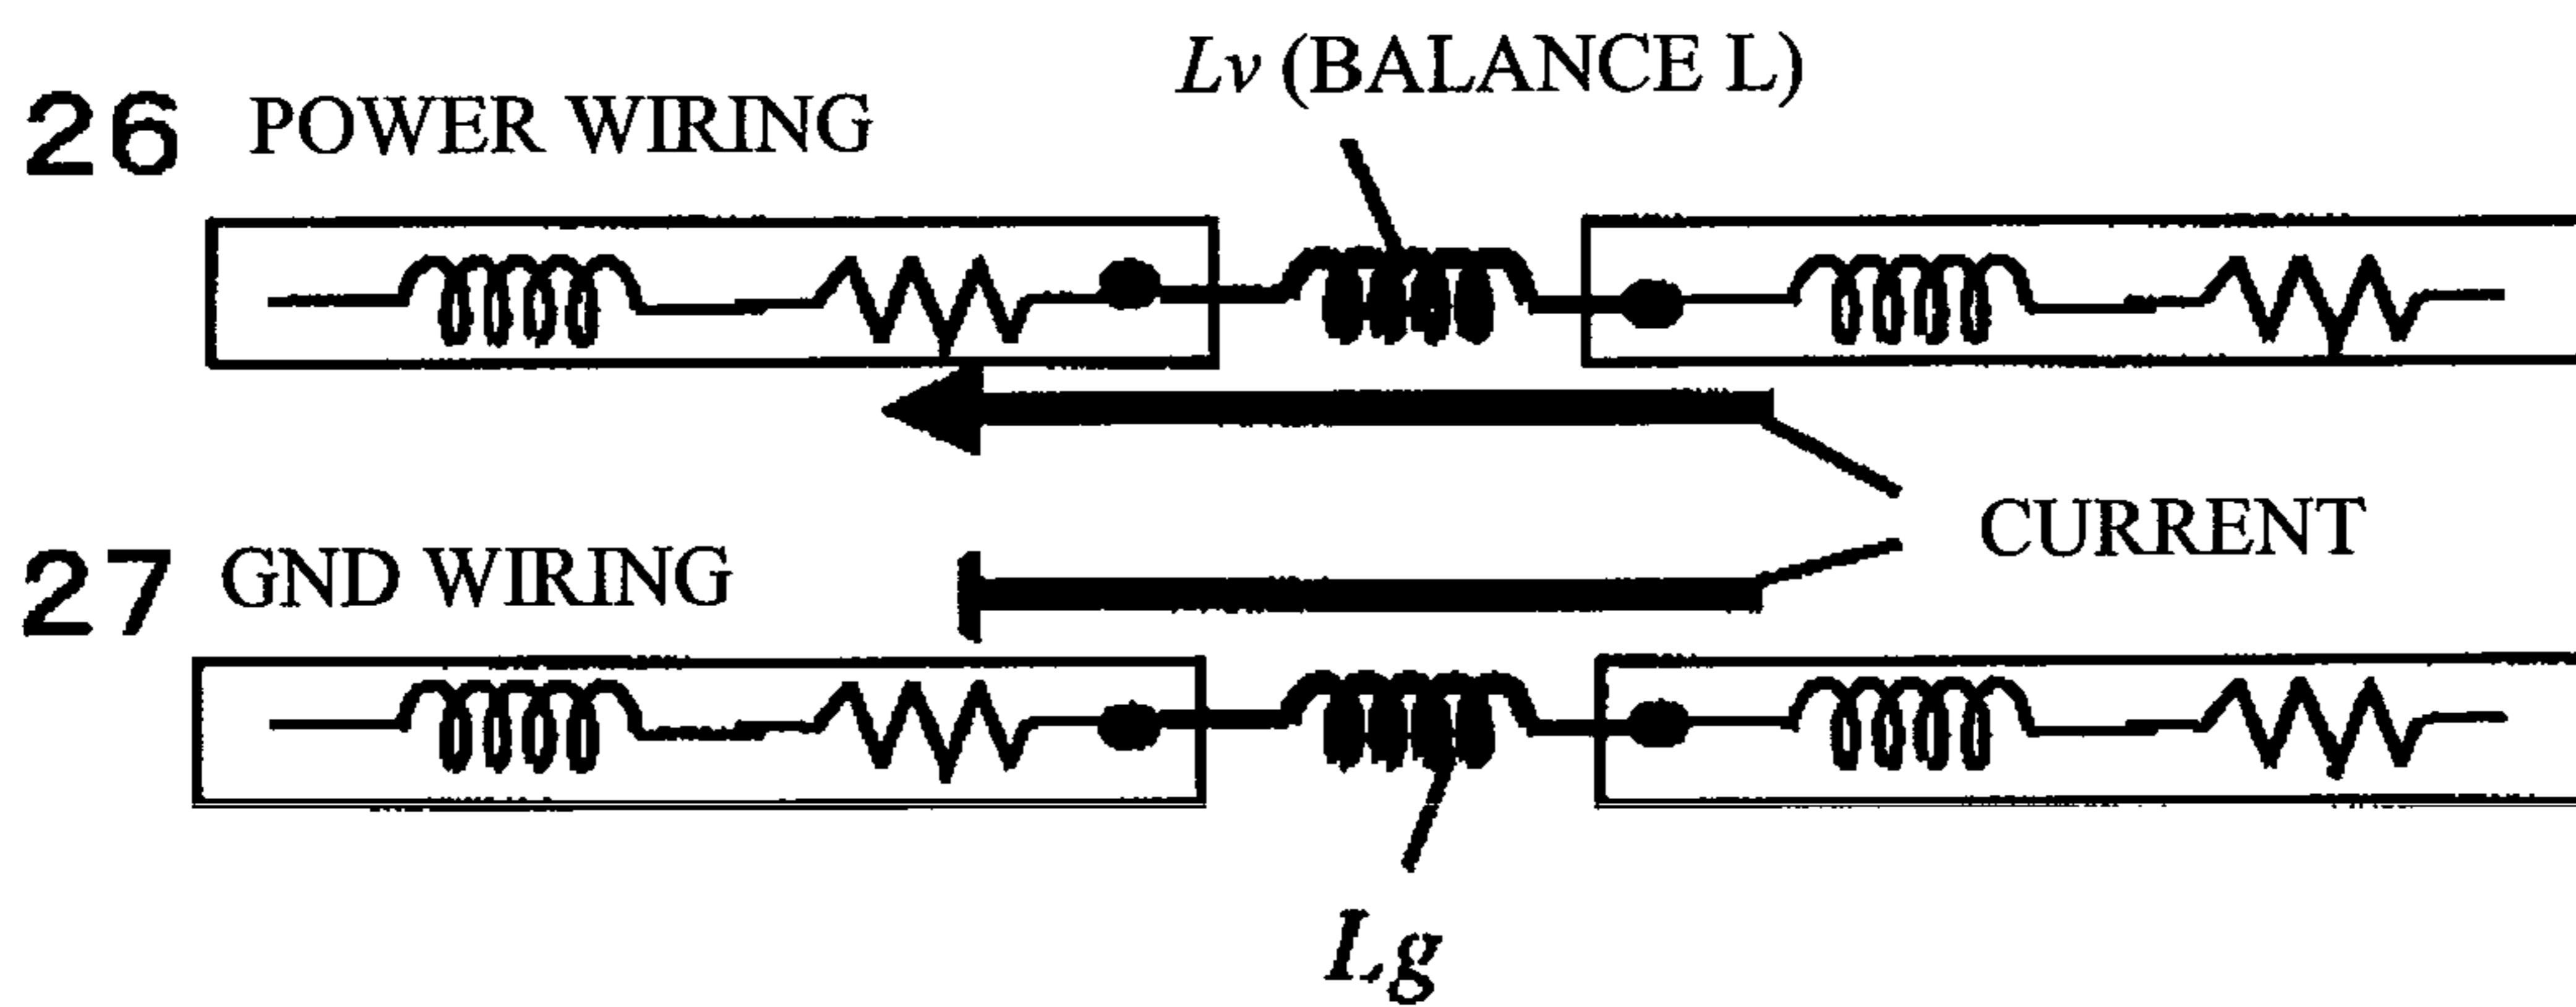 Lv (BALANCE L)
26 POWER WIRING
CURRENT
27 GND WIRING
Lg